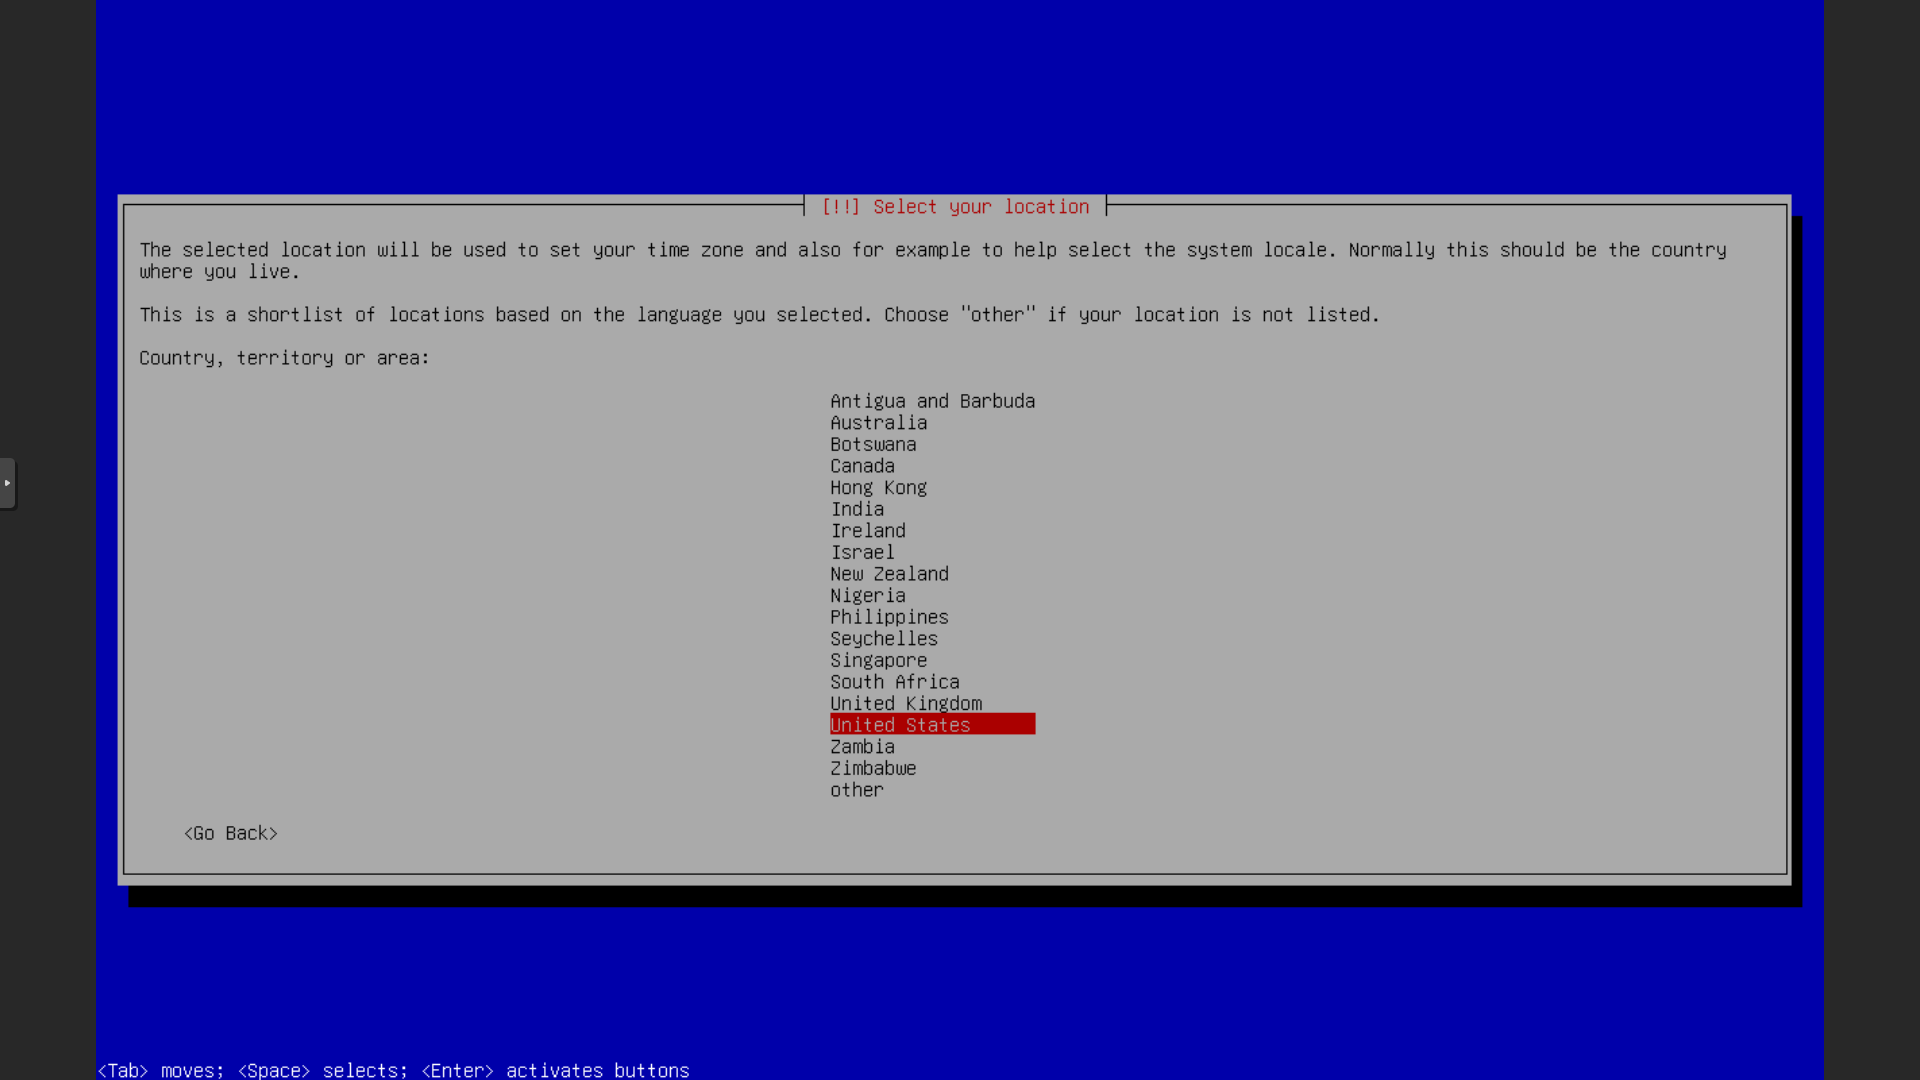 [!!] Select your location
The selected location will be used to set your time zone and also for example to help select the system locale. Normally this should be the country
where you live.
This is a shortlist of locations based on the language you selected. Choose "other" if your location is not listed.
Country, territory or area:
Antigua and Barbuda
Australia
Botswana
Canada
Hong Kong
India
Ireland
Israel
New Zealand
Nigeria
Philippines
Seychelles
Singapore
South Africa
United Kingdom
United States
Zambia
Zimbabwe
other
<Go Back>
<Tab> moves; <Space> selects; <Enter> activates buttons